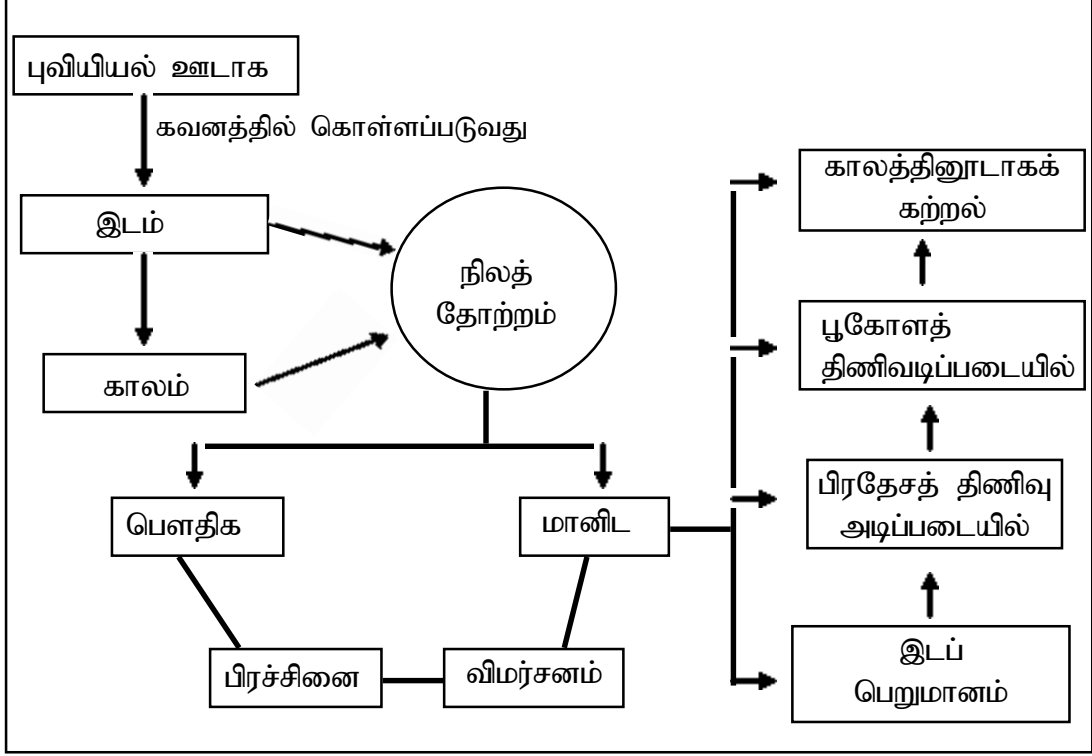 புவியியல் ஊடாக
கவனத்தில் கொள்ளப்படுவது
இடம்
காலம்
நிலத்
தோற்றம்
பௌதிக
மானிட
பிரச்சினை
விமர்சனம்
காலத்தினூடாகக்
கற்றல்
பூகோளத்
திணிவடிப்படையில்
பிரதேசத் திணிவு
அடிப்படையில்
இடப்
பெறுமானம்